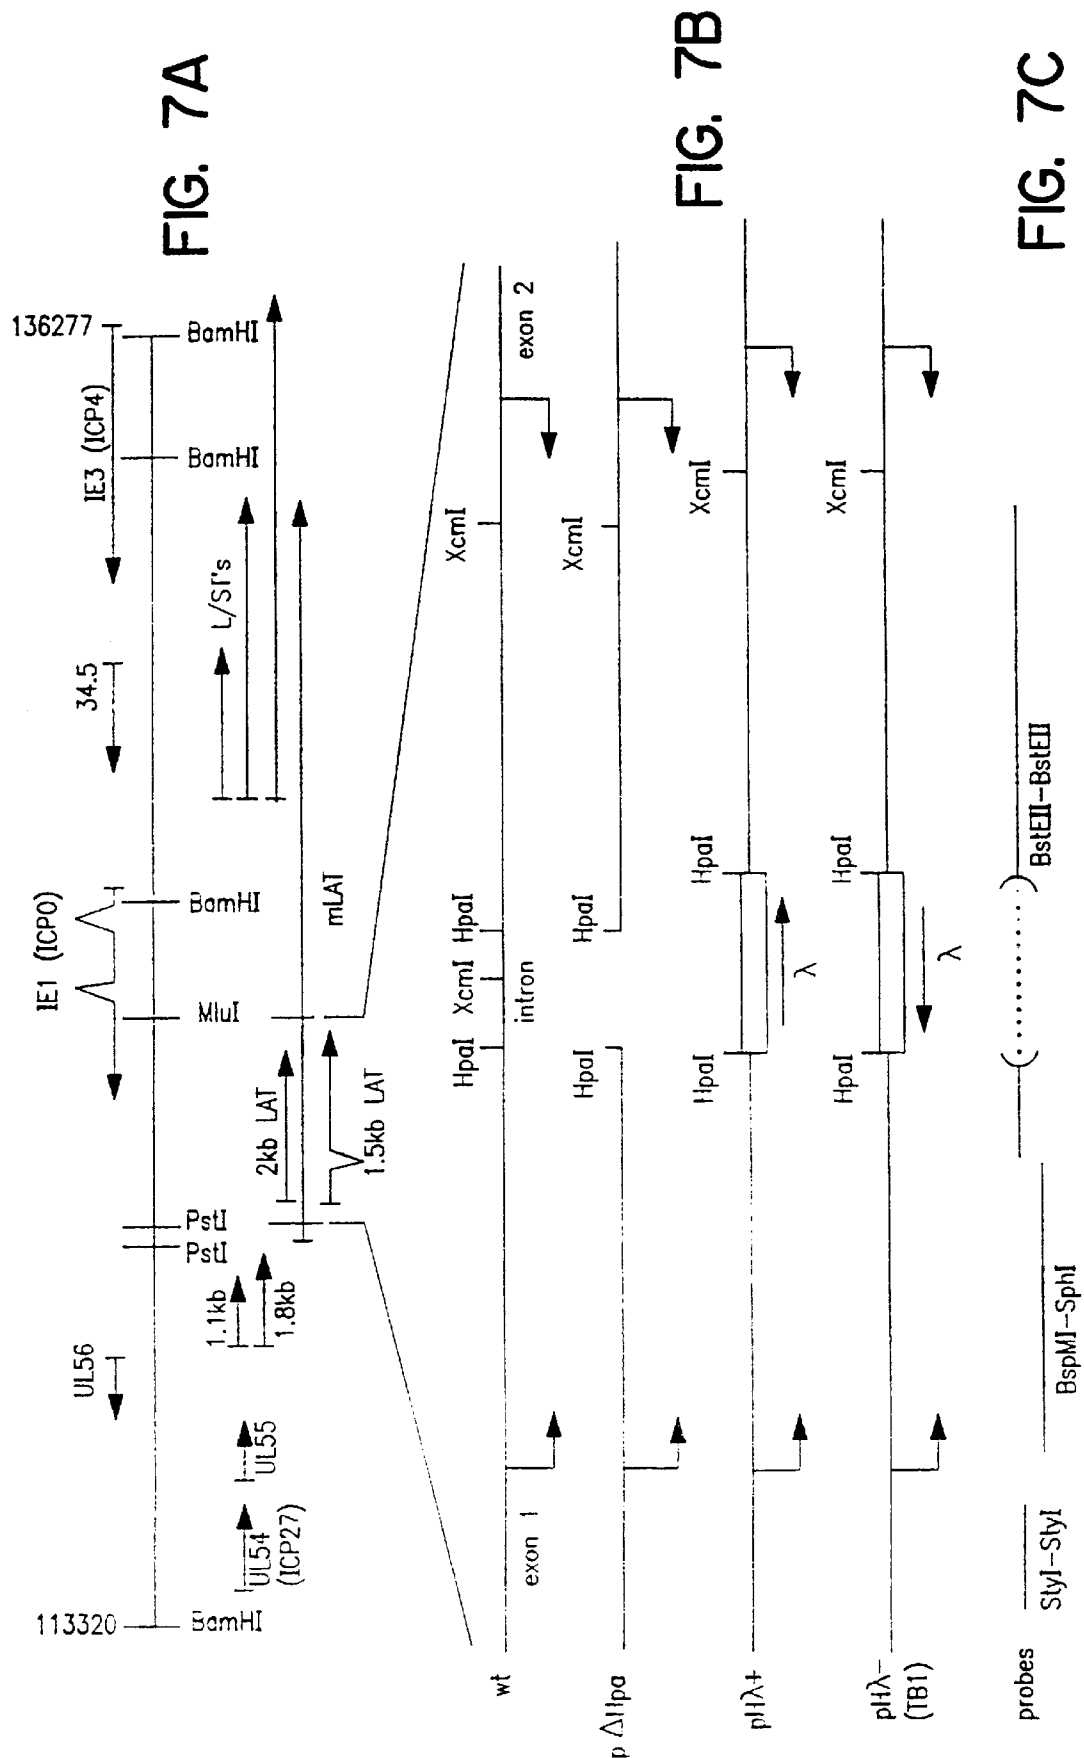 FIG. 7A
136277
113320
IE3 (ICP4)
34.5
IE1 (ICP0)
UL56
BamHI
PstI
PstI
MluI
BamHI
BamHI
BamHI
UL54
(ICP27)
UL55
1.1kb
1.8kb
2kb LAT
1.5kb LAT
mLAT
L/ST's
FIG. 7B
wt
exon 1
HpaI
XcmI
HpaI
intron
XcmI
exon 2
p ΔHpa
HpaI
HpaI
XcmI
pHλ+
HpaI
HpaI
λ
XcmI
pHλ−
(TB1)
HpaI
HpaI
λ
XcmI
FIG. 7C
probes
StyI−StyI
BspMI−SphI
BstEII−BstEII